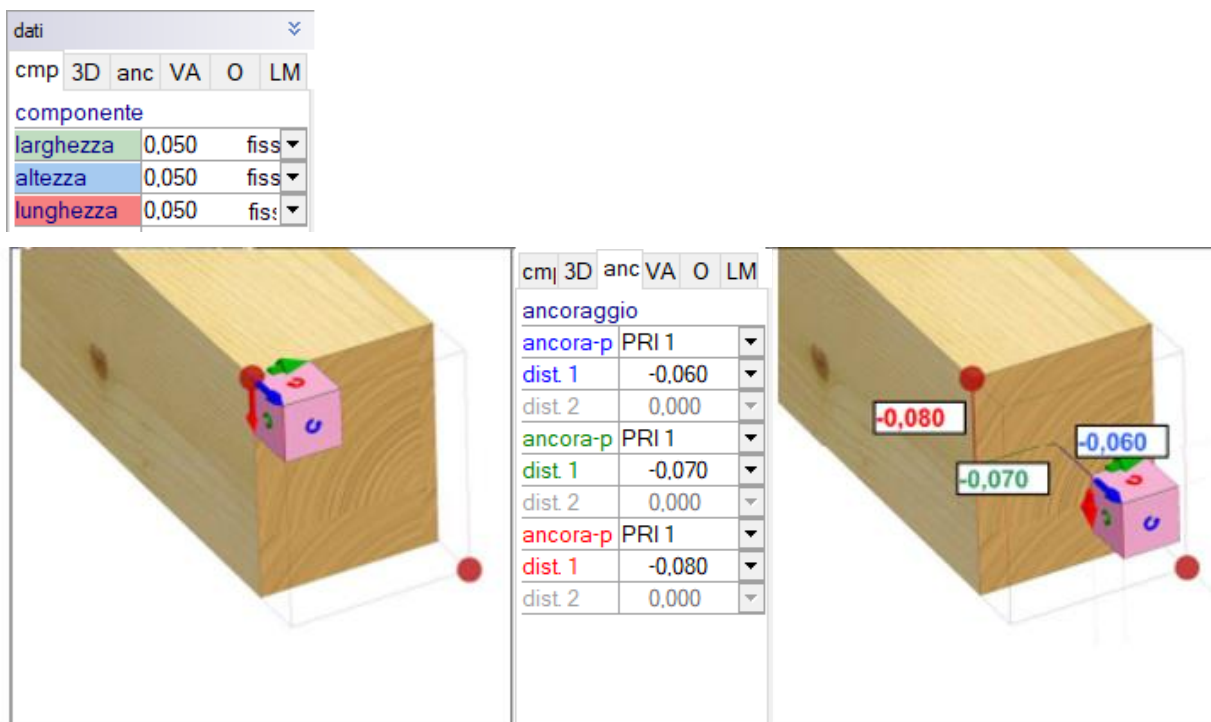 dati
cmp 3D anc VA O LM
componente
larghezza 0,050 fiss
altezza 0,050 fiss
lunghezza 0,050 fis
cm 3D anc VA O LM
ancoraggio
ancora-p PRI 1
dist. 1 -0,060
dist. 2 0,000
ancora-p PRI 1
dist. 1 -0,070
dist. 2 0,000
ancora-p PRI 1
dist. 1 -0,080
dist. 2 0,000
-0,080
-0,060
-0,070